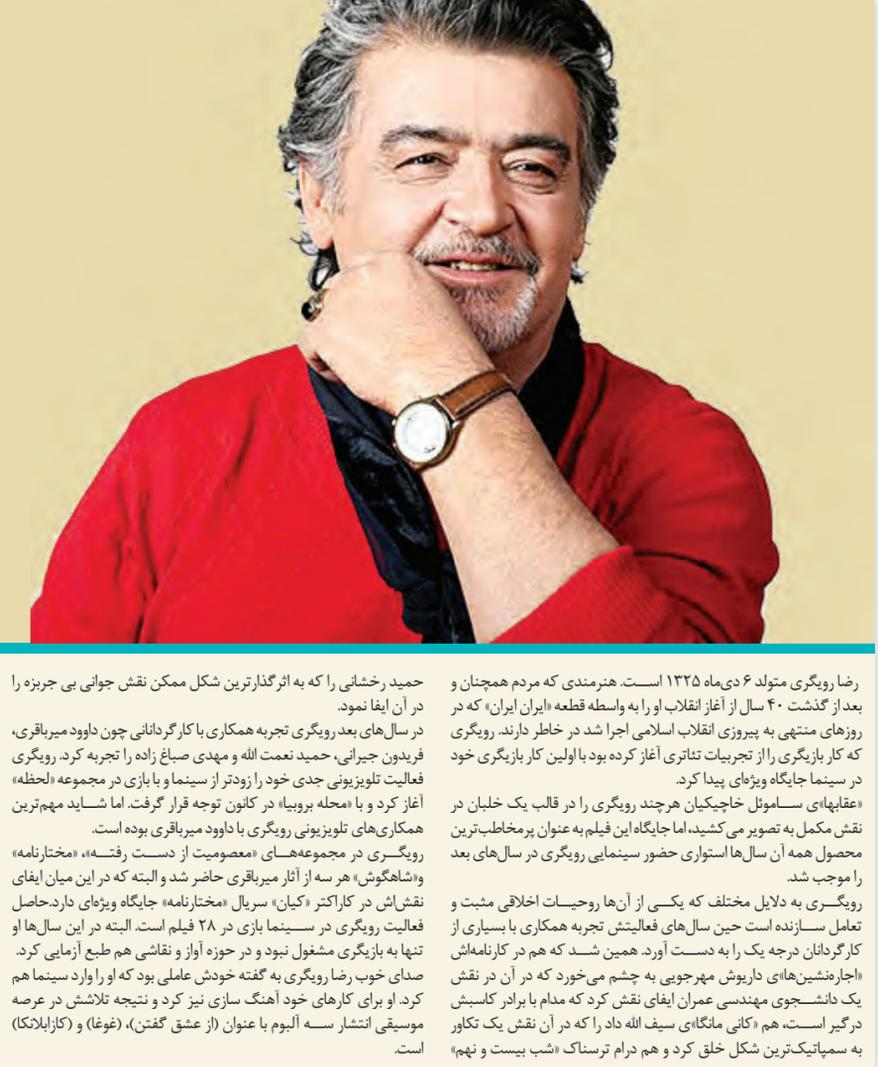 رضا رویگری متولد ۶ دی‌ماه ۱۳۲۵ است. هنرمندی که مردم همچنان و
بعد از گذشت ۴۰ سال از آغاز انقلاب او را به واسطه قطعه «ایران ایران» که در
روزهای منتهی به پیروزی انقلاب اسلامی اجرا شد در خاطر دارند. رویگری
که کار بازیگری را از تجربیات تئاتری آغاز کرده بود با اولین کار بازیگری خود
در سینما جایگاه ویژه‌ای پیدا کرد.
«عقابها»ی ساموئل خاچیکیان هرچند رویگری را در قالب یک خلبان در
نقش مکمل به تصویر می‌کشید، اما جایگاه این فیلم به عنوان پرمخاطب‌ترین
محصول همه آن سال‌ها استواری حضور سینمایی رویگری در سال‌های بعد
را موجب شد.
رویگری به دلایل مختلف که یکی از آن‌ها روحیات اخلاقی مثبت و
تعامل سازنده است حین سال‌های فعالیتش تجربه همکاری با بسیاری از
کارگردانان درجه یک را به دست آورد. همین شد که هم در کارنامه‌اش
«اجاره‌نشین‌ها»ی داریوش مهرجویی به چشم می‌خورد که در آن در نقش
یک دانشجوی مهندسی عمران ایفای نقش کرد که مدام با برادر کاسبش
درگیر است، هم «کانی مانگا»ی سیف الله داد را که در آن نقش یک تکاور
به سمپاتیک‌ترین شکل خلق کرد و هم درام ترسناک «شب بیست و نهم»
حمید رخشانی را که به اثرگذارترین شکل ممکن نقش جوانی بی جربزه را
در آن ایفا نمود.
در سال‌های بعد رویگری تجربه همکاری با کارگردانانی چون داوود میرباقری،
فریدون جیرانی، حمید نعمت الله و مهدی صباغ زاده را تجربه کرد. رویگری
فعالیت تلویزیونی جدی خود را زودتر از سینما و با بازی در مجموعه «لحظه»
آغاز کرد و با «محله بروبیا» در کانون توجه قرار گرفت. اما شاید مهم‌ترین
همکاری‌های تلویزیونی رویگری با داوود میرباقری بوده است.
رویگری در مجموعه‌های «معصومیت از دست رفته»، «مختارنامه»
و«شاهگوش» هر سه از آثار میرباقری حاضر شد و البته که در این میان ایفای
نقش‌اش در کاراکتر «کیان» سریال «مختارنامه» جایگاه ویژه‌ای دارد.حاصل
فعالیت رویگری در سینما بازی در ۲۸ فیلم است. البته در این سال‌ها او
تنها به بازیگری مشغول نبود و در حوزه آواز و نقاشی هم طبع آزمایی کرد.
صدای خوب رضا رویگری به گفته خودش عاملی بود که او را وارد سینما هم
کرد. او برای کارهای خود آهنگ سازی نیز کرد و نتیجه تلاشش در عرصه
موسیقی انتشار سه آلبوم با عنوان (از عشق گفتن)، (غوغا) و (کازابلانکا)
است.